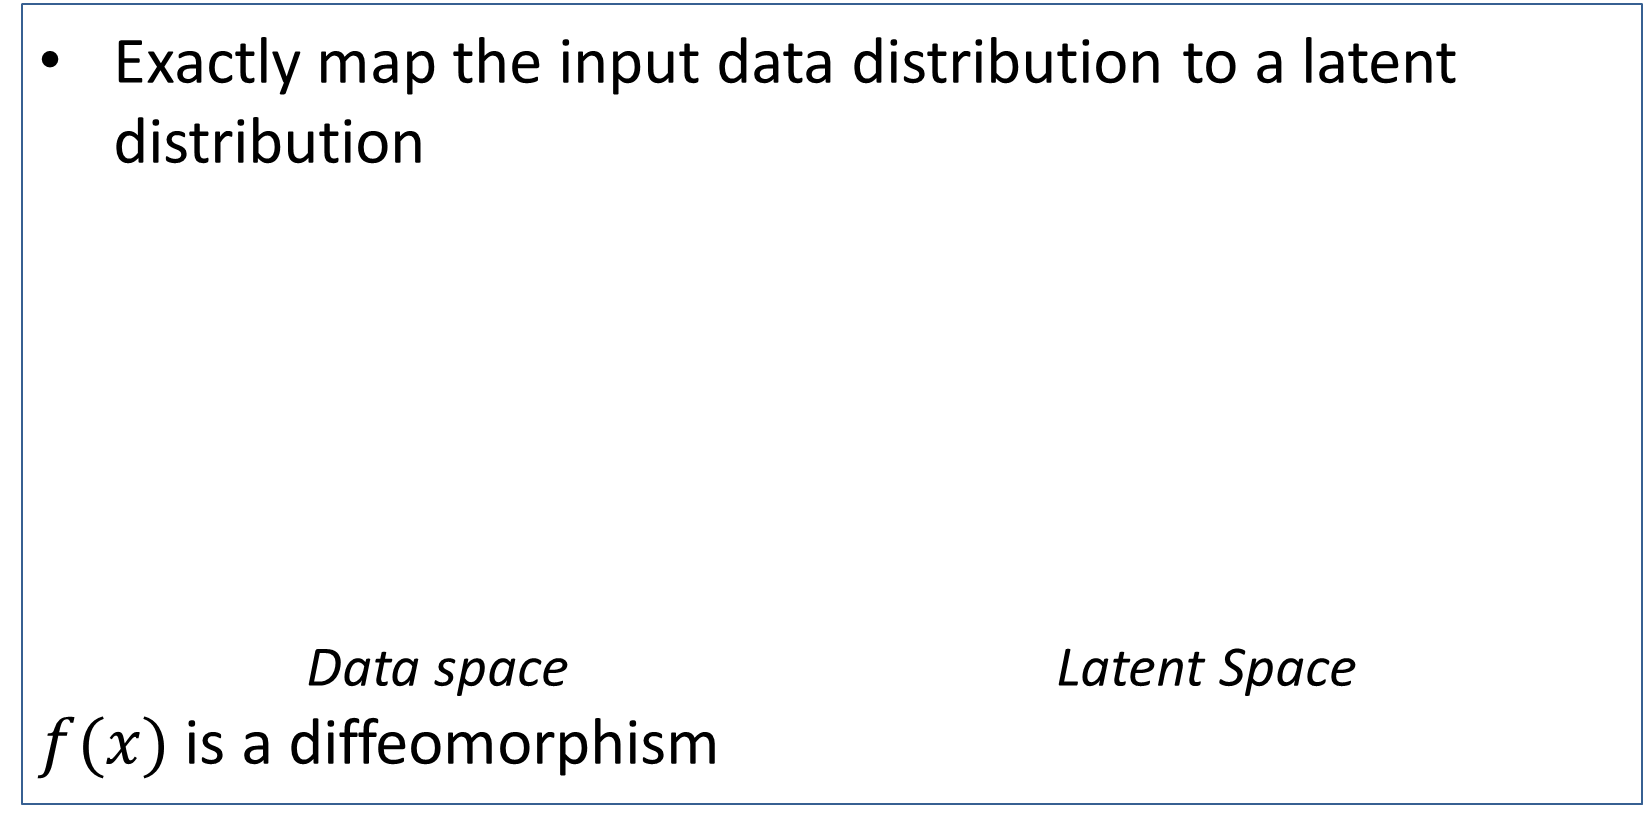 • Exactly map the input data distribution to a latent
distribution
Data space Latent Space
f(x) is a diffeomorphism